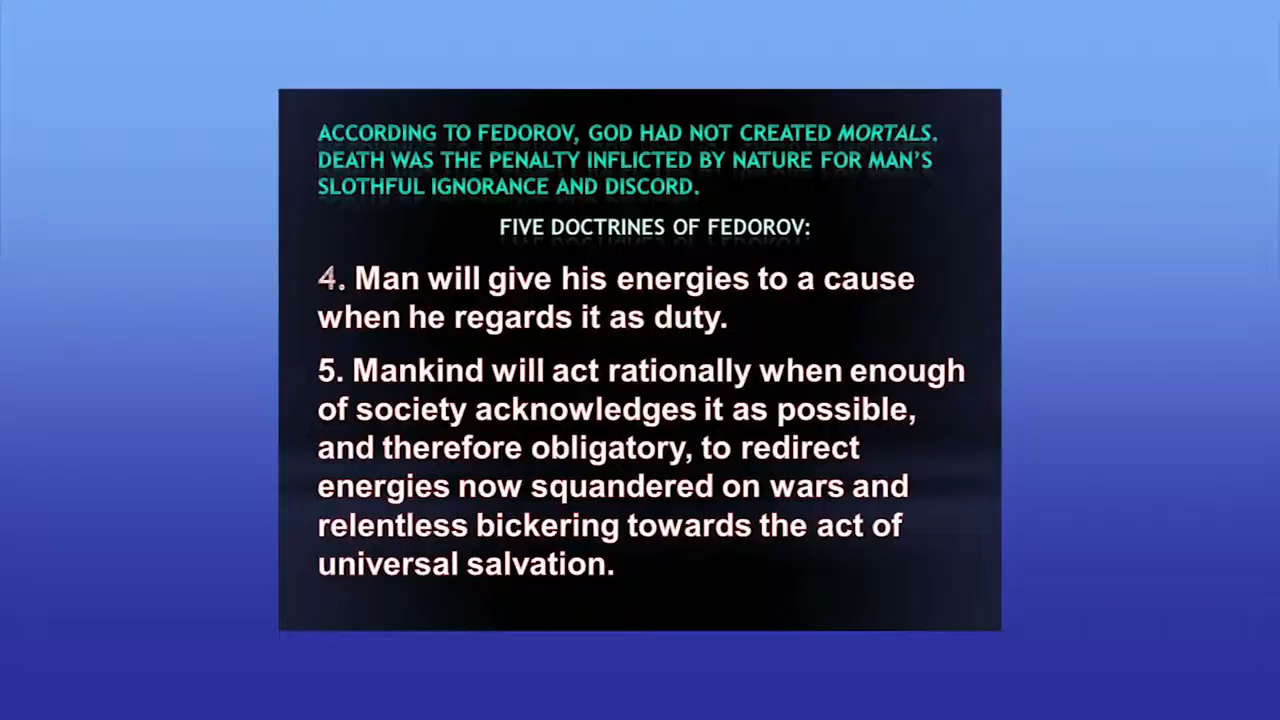 ACCORDING TO FEDOROV, GOD HAD NOT CREATED MORTALS.
DEATH WAS THE PENALTY INFLICTED BY NATURE FOR MAN'S
SLOTHFUL IGNORANCE AND DISCORD.
FIVE DOCTRINES OF FEDOROV:
4. Man will give his energies to a cause
when he regards it as duty.
5. Mankind will act rationally when enough
of society acknowledges it as possible,
and therefore obligatory, to redirect
energies now squandered on wars and
relentless bickering towards the act of
universal salvation.